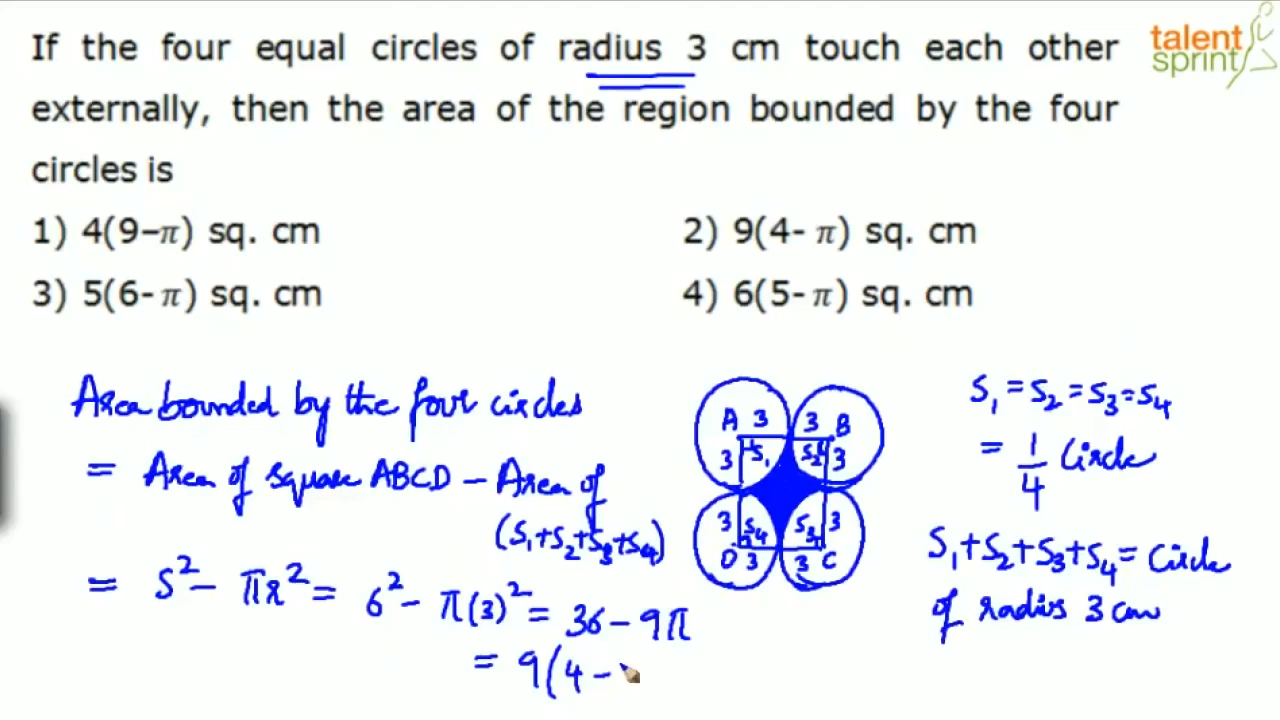 If the four equal circles of radius 3 cm touch each other
externally, then the area of the region bounded by the four
circles is
talent
sprint
1) 4(9–π) sq. cm
2) 9(4- π) sq. cm
3) 5(6-π) sq. cm
4) 6(5-π) sq. cm
Area bounded by the four circles
= Area of square ABCD – Area of
(S₁+S₂+S₃+S₄)
= S² – πr² = 6² – π(3)² = 36 – 9π
= 9(4 –
A 3 3 B
3 S₁ S₂ 3
3 S₄ S₃ 3
D 3 3 C
S₁ = S₂ = S₃ = S₄
= 1/4 Circle
S₁+S₂+S₃+S₄ = Circle
of radius 3 cm